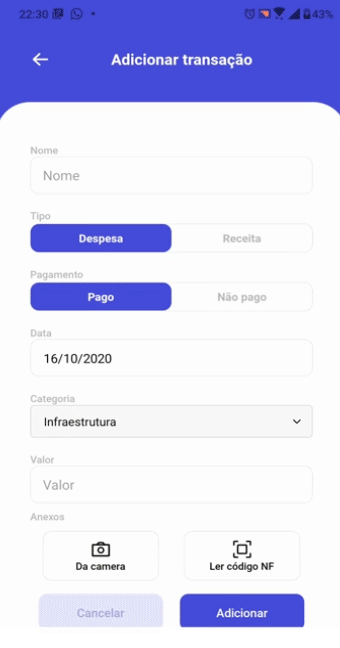 22:30 43%
Adicionar transação
Nome
Nome
Tipo
Despesa Receita
Pagamento
Pago Não pago
Data
16/10/2020
Categoria
Infraestrutura
Valor
Valor
Anexos
Da camera Ler código NF
Cancelar Adicionar